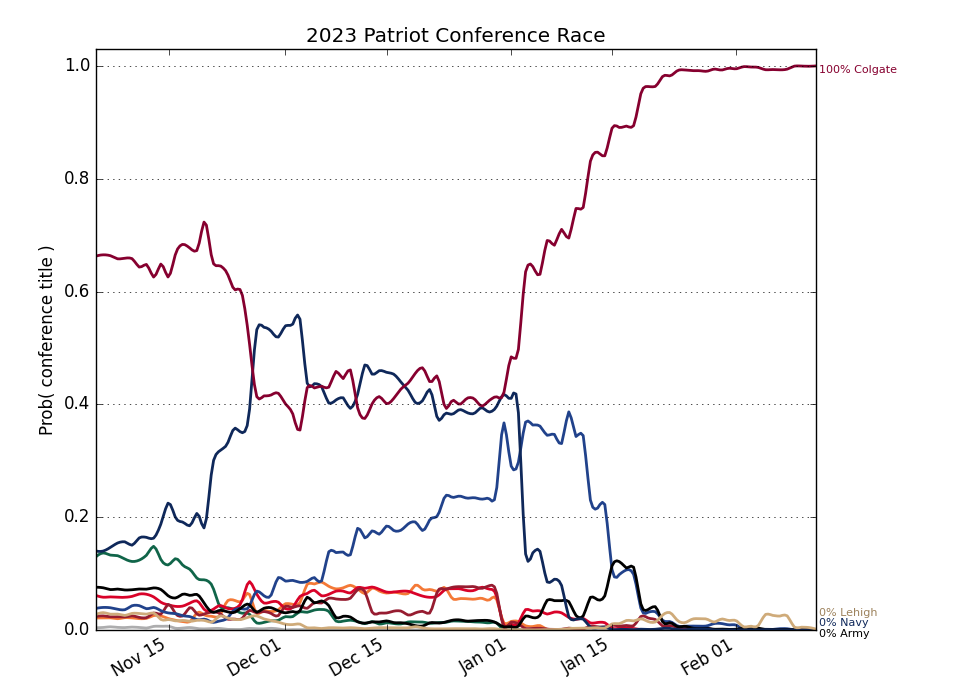 2023 Patriot Conference Race
Prob( conference title )
1.0
0.8
0.6
0.4
0.2
0.0
Nov 15
Dec 01
Dec 15
Jan 01
Jan 15
Feb 01
100% Colgate
0% Lehigh
0% Navy
0% Army